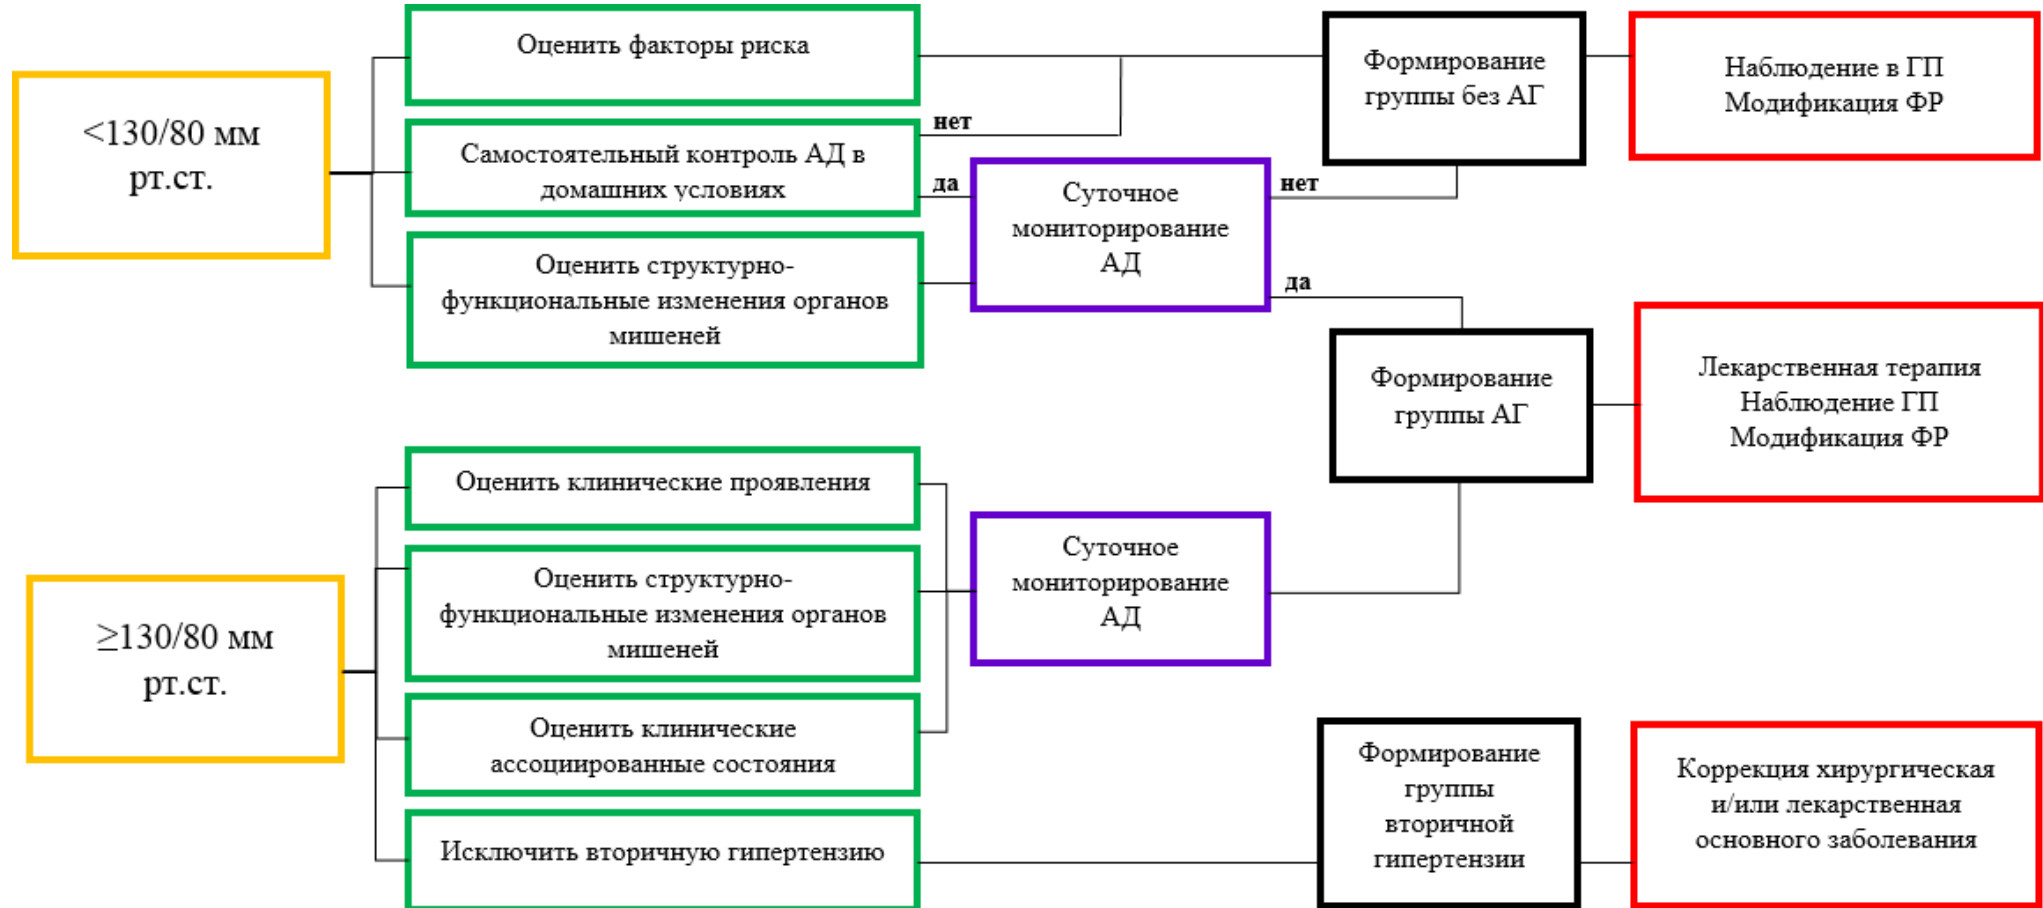 <130/80 мм
рт.ст.
Оценить факторы риска
Самостоятельный контроль АД в
домашних условиях
Оценить структурно-
функциональные изменения органов
мишеней
нет
да
Суточное
мониторирование
АД
нет
да
Формирование
группы без АГ
Наблюдение в ГП
Модификация ФР
Формирование
группы АГ
Лекарственная терапия
Наблюдение ГП
Модификация ФР
≥130/80 мм
рт.ст.
Оценить клинические проявления
Оценить структурно-
функциональные изменения органов
мишеней
Оценить клинические
ассоциированные состояния
Исключить вторичную гипертензию
Суточное
мониторирование
АД
Формирование
группы
вторичной
гипертензии
Коррекция хирургическая
и/или лекарственная
основного заболевания